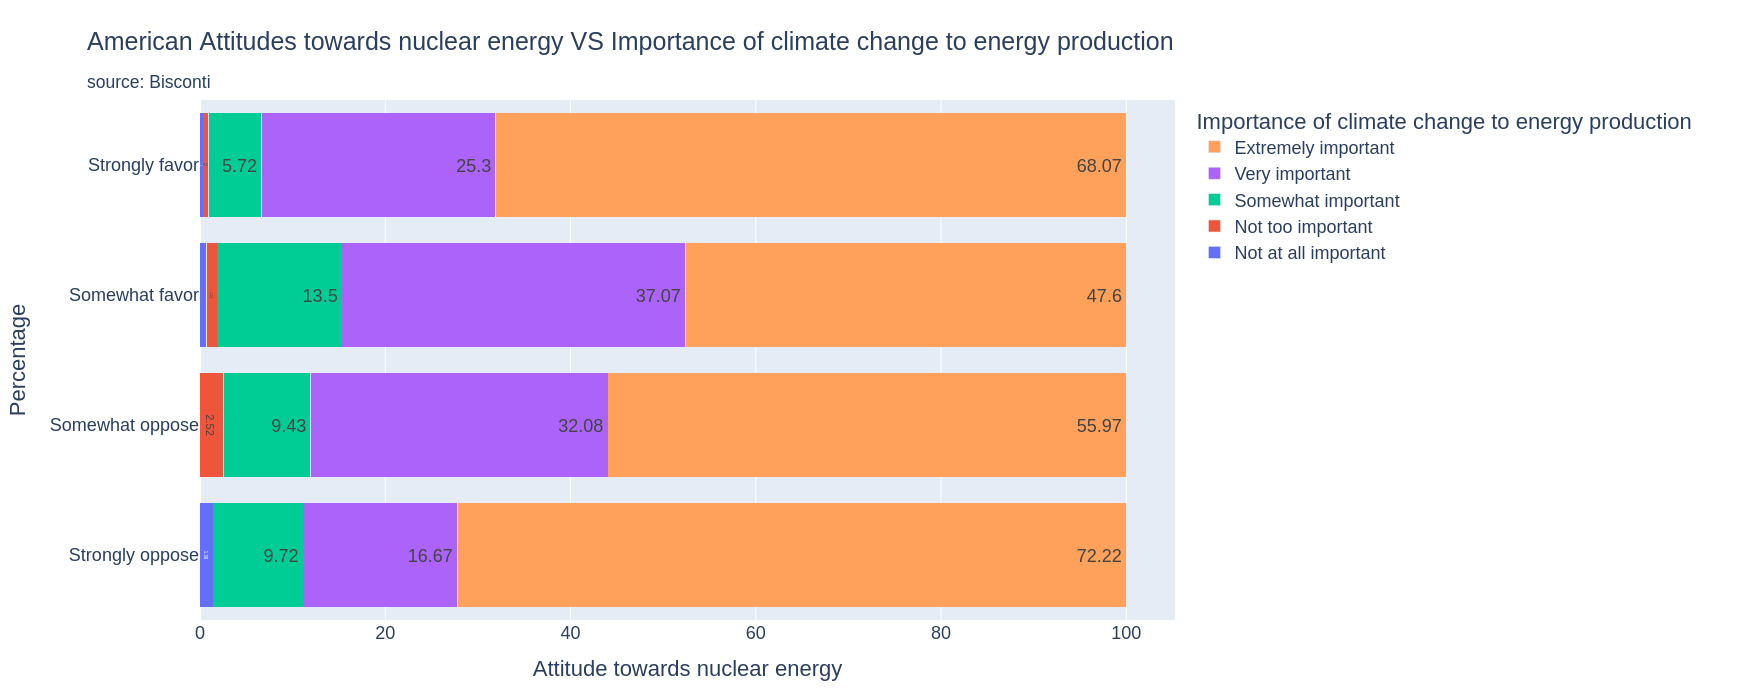 American Attitudes towards nuclear energy VS Importance of climate change to energy production
source: Bisconti
Importance of climate change to energy production
Extremely important
Very important
Somewhat important
Not too important
Not at all important
Percentage
Strongly favor
5.72
25.3
68.07
Somewhat favor
13.5
37.07
47.6
Somewhat oppose
2.52
9.43
32.08
55.97
Strongly oppose
9.72
16.67
72.22
0 20 40 60 80 100
Attitude towards nuclear energy